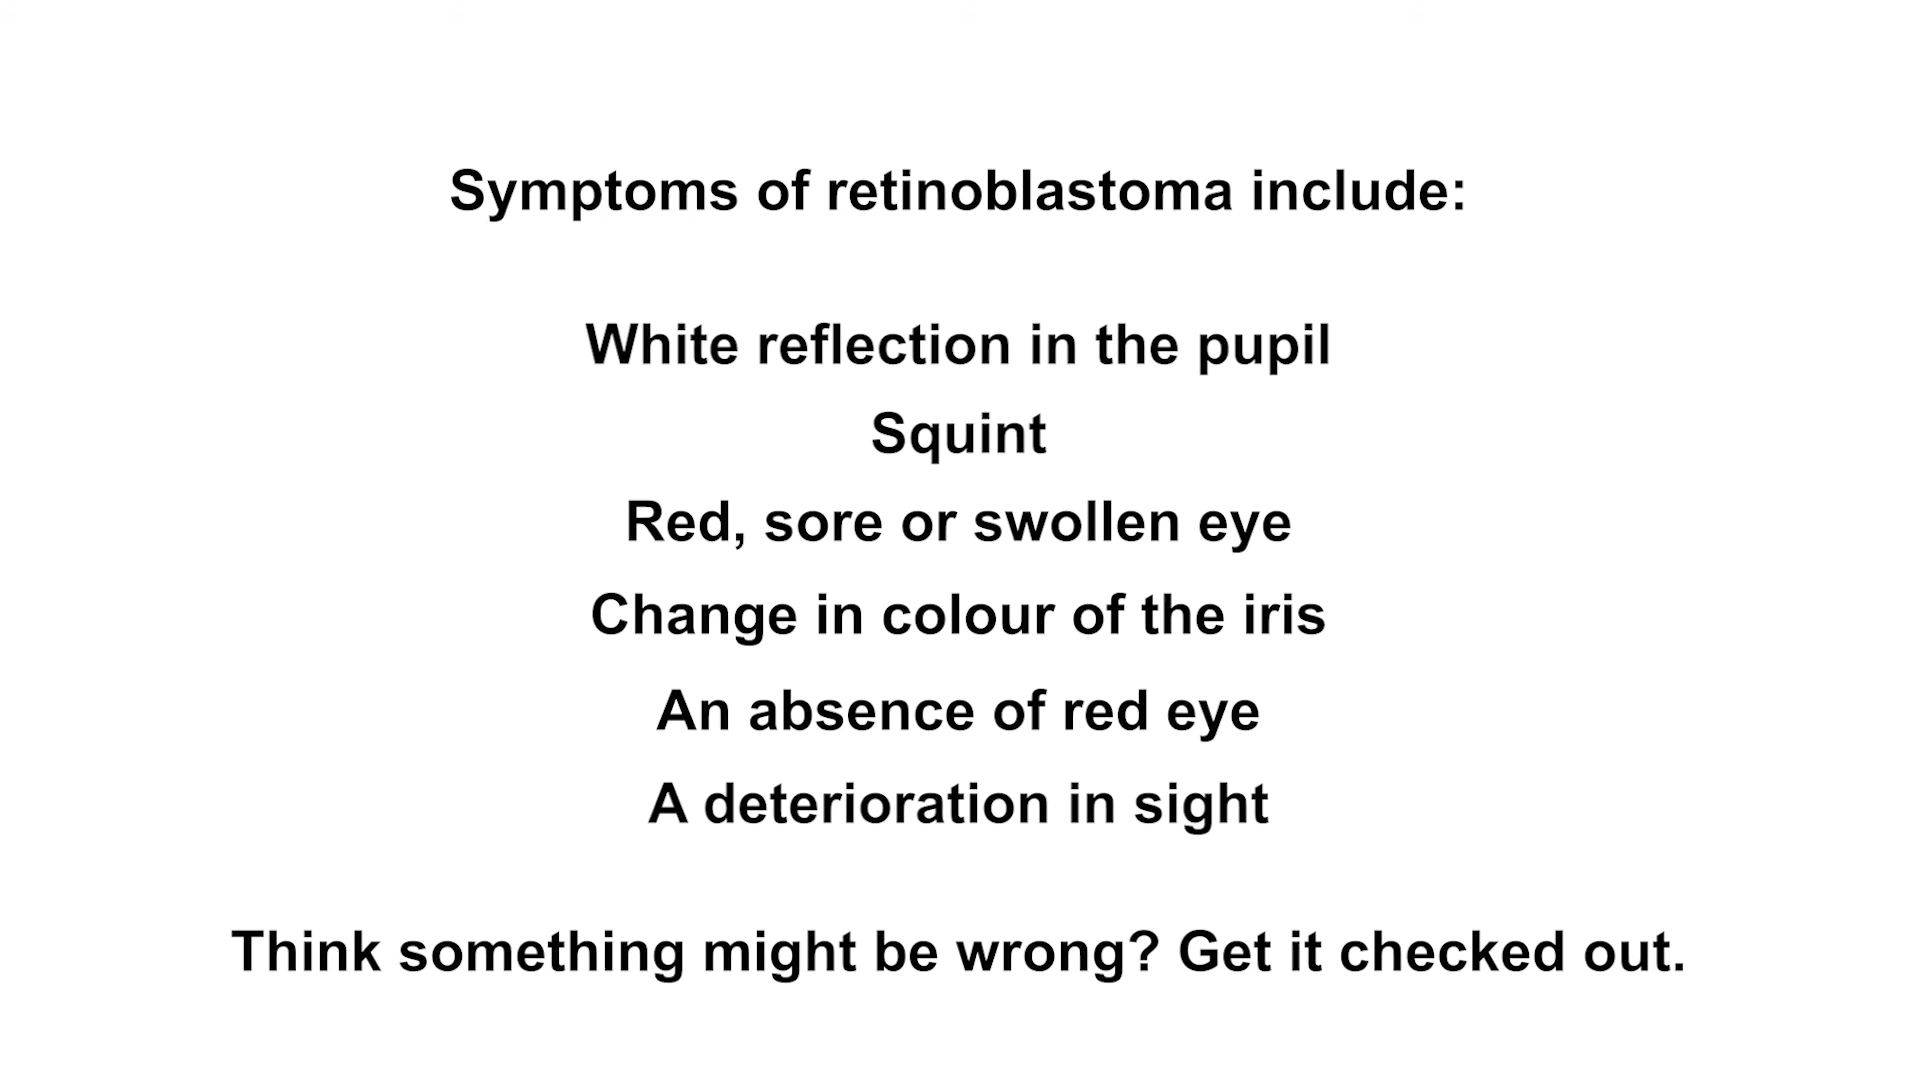 Symptoms of retinoblastoma include:
White reflection in the pupil
Squint
Red, sore or swollen eye
Change in colour of the iris
An absence of red eye
A deterioration in sight
Think something might be wrong? Get it checked out.